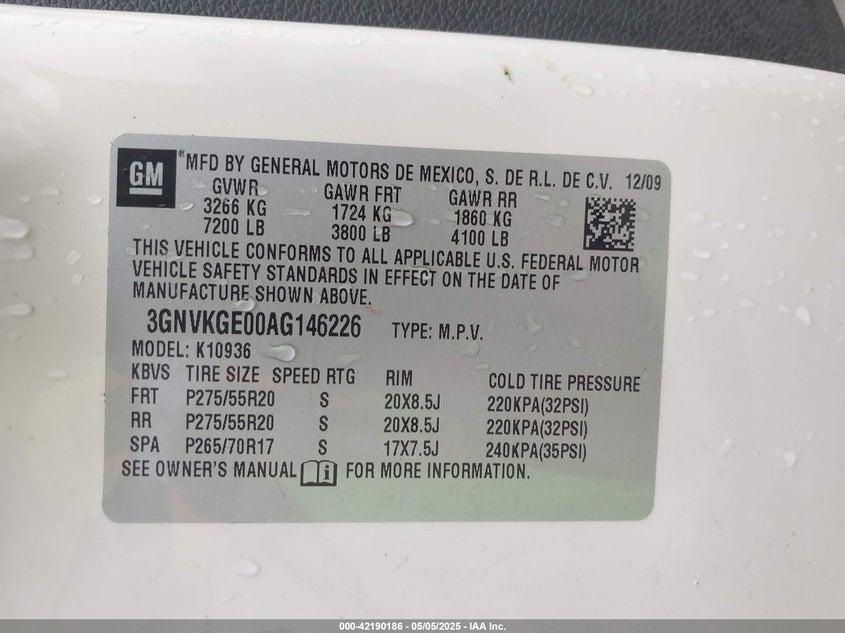 GM
*MFD BY GENERAL MOTORS DE MEXICO, S. DE R.L. DE C.V. 12/09
GVWR GAWR FRT GAWR RR
3266 KG 1724 KG 1860 KG
7200 LB 3800 LB 4100 LB
THIS VEHICLE CONFORMS TO ALL APPLICABLE U.S. FEDERAL MOTOR
VEHICLE SAFETY STANDARDS IN EFFECT ON THE DATE OF
MANUFACTURE SHOWN ABOVE.
3GNVKGE00AG146226 TYPE: M.P.V.
MODEL: K10936
KBVS TIRE SIZE SPEED RTG RIM COLD TIRE PRESSURE
FRT P275/55R20 S 20X8.5J 220KPA(32PSI)
RR P275/55R20 S 20X8.5J 220KPA(32PSI)
SPA P265/70R17 S 17X7.5J 240KPA(35PSI)
SEE OWNER'S MANUAL i FOR MORE INFORMATION.
000-42190186 - 05/05/2025 - IAA Inc.